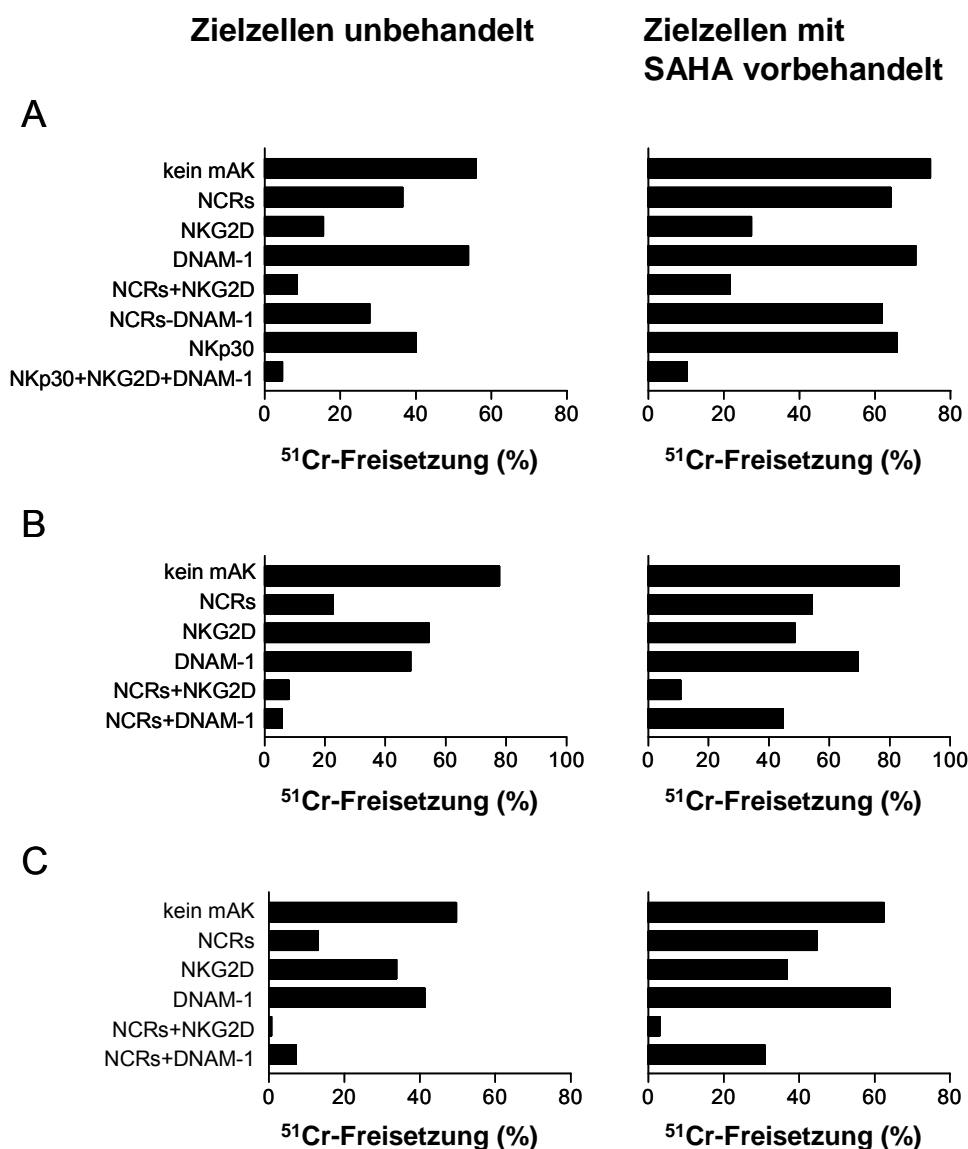 Zielzellen unbehandelt
Zielzellen mit
SAHA vorbehandelt
A
kein mAK
NCRs
NKG2D
DNAM-1
NCRs+NKG2D
NCRs-DNAM-1
NKp30
NKp30+NKG2D+DNAM-1
0 20 40 60 80
0 20 40 60 80
⁵¹Cr-Freisetzung (%)
⁵¹Cr-Freisetzung (%)
B
kein mAK
NCRs
NKG2D
DNAM-1
NCRs+NKG2D
NCRs+DNAM-1
0 20 40 60 80 100
0 20 40 60 80 100
⁵¹Cr-Freisetzung (%)
⁵¹Cr-Freisetzung (%)
C
kein mAK
NCRs
NKG2D
DNAM-1
NCRs+NKG2D
NCRs+DNAM-1
0 20 40 60 80
0 20 40 60 80
⁵¹Cr-Freisetzung (%)
⁵¹Cr-Freisetzung (%)